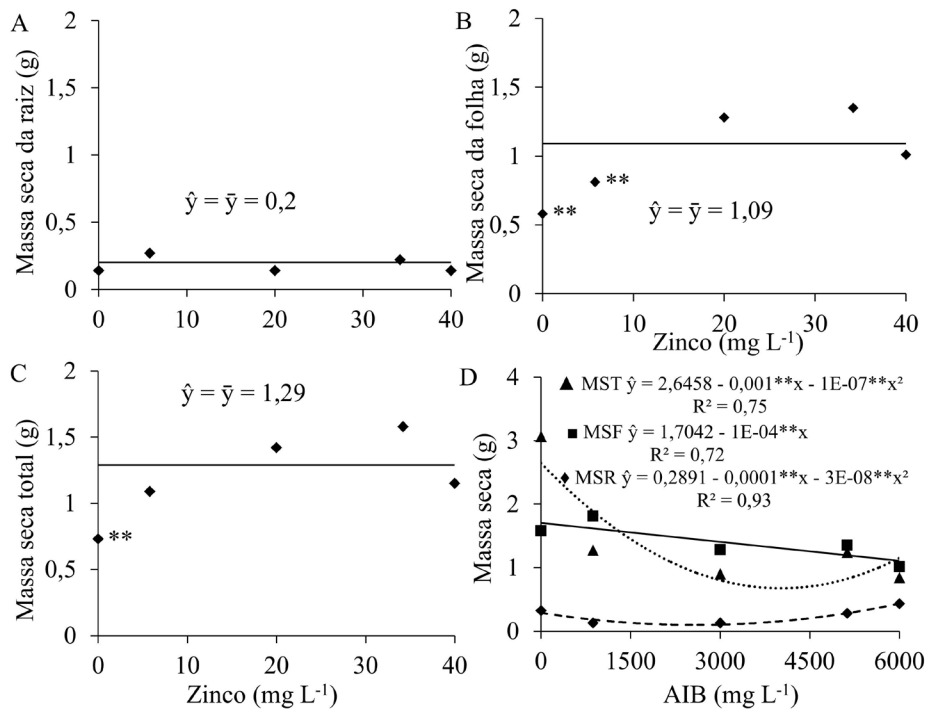 A
Massa seca da raiz (g)
2
1,5
1
0,5
0
ŷ = ȳ = 0,2
0
10
20
30
40
B
Massa seca da folha (g)
2
1,5
1
0,5
0
**
**
ŷ = ȳ = 1,09
0
10
20
30
40
Zinco (mg L⁻¹)
C
Massa seca total (g)
2
1,5
1
0,5
0
ŷ = ȳ = 1,29
**
0
10
20
30
40
Zinco (mg L⁻¹)
D
Massa seca (g)
4
3
2
1
0
▲ MST ŷ = 2,6458 - 0,001**x - 1E-07**x²
R² = 0,75
■ MSF ŷ = 1,7042 - 1E-04**x
R² = 0,72
◆ MSR ŷ = 0,2891 - 0,0001**x - 3E-08**x²
R² = 0,93
0
1500
3000
4500
6000
AIB (mg L⁻¹)